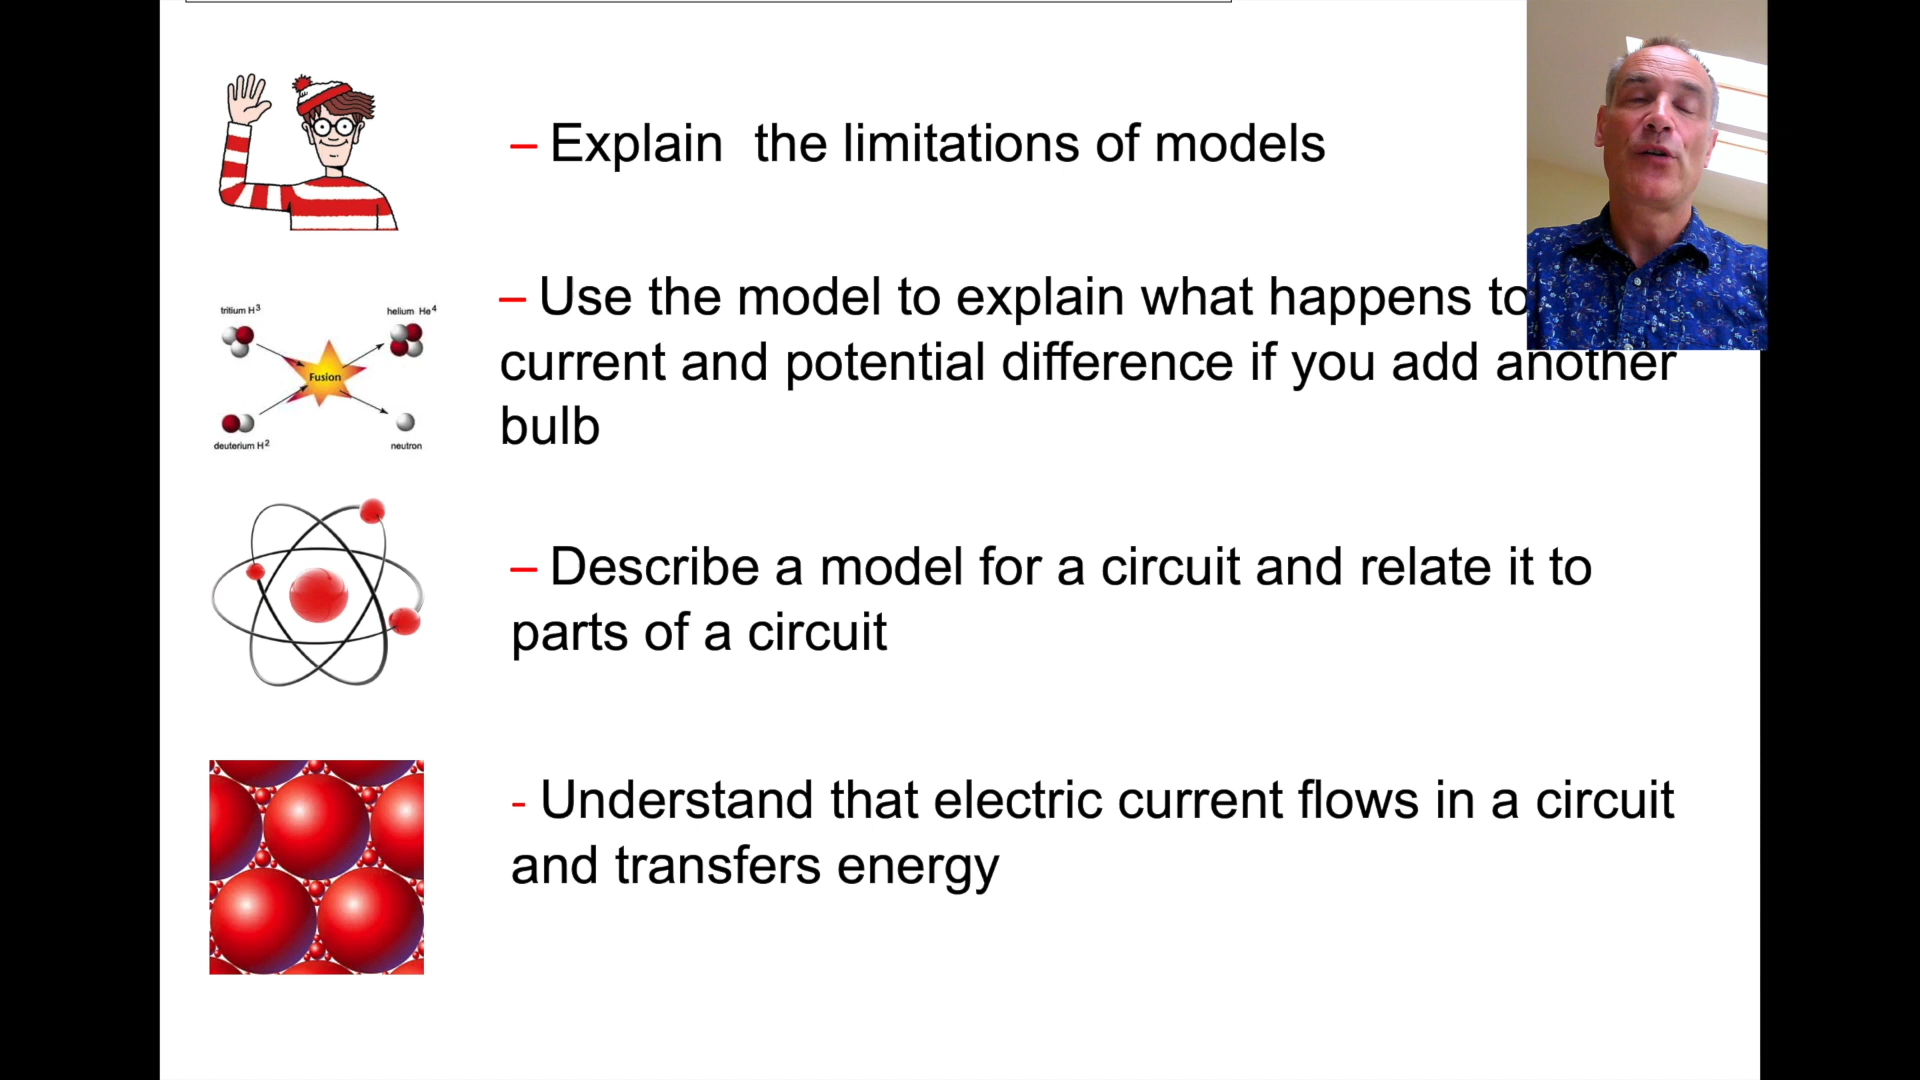 – Explain the limitations of models
– Use the model to explain what happens to
current and potential difference if you add another
bulb
tritium H3
helium He4
Fusion
deuterium H2
neutron
– Describe a model for a circuit and relate it to
parts of a circuit
- Understand that electric current flows in a circuit
and transfers energy